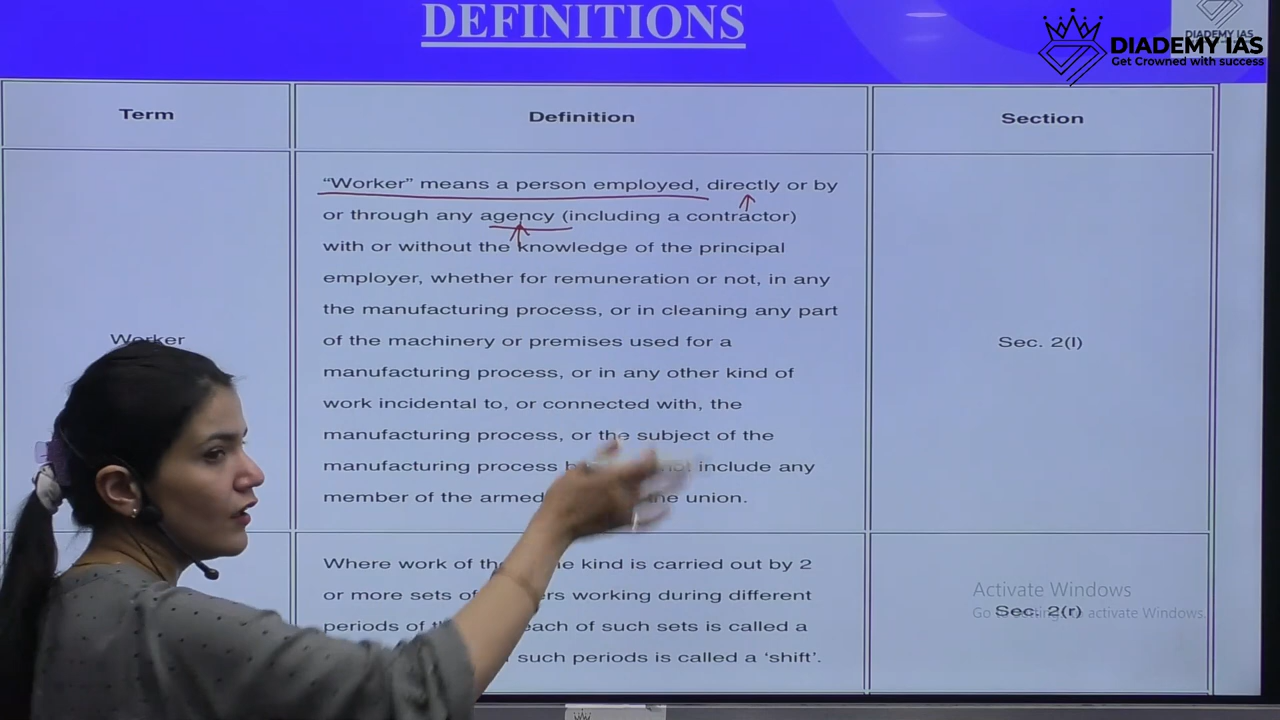 DEFINITIONS
DIADEMY IAS
DIADEMY IAS
Get Crowned with success
Term
Definition
Section
Worker
“Worker” means a person employed, directly or by
or through any agency (including a contractor)
with or without the knowledge of the principal
employer, whether for remuneration or not, in any
the manufacturing process, or in cleaning any part
of the machinery or premises used for a
manufacturing process, or in any other kind of
work incidental to, or connected with, the
manufacturing process, or the subject of the
manufacturing process include any
member of the armed union.
Sec. 2(l)
Where work of kind is carried out by 2
or more sets of working during different
periods of each of such sets is called a
such periods is called a ‘shift’.
Sec. 2(r)
Activate Windows
Go to Settings to activate Windows.